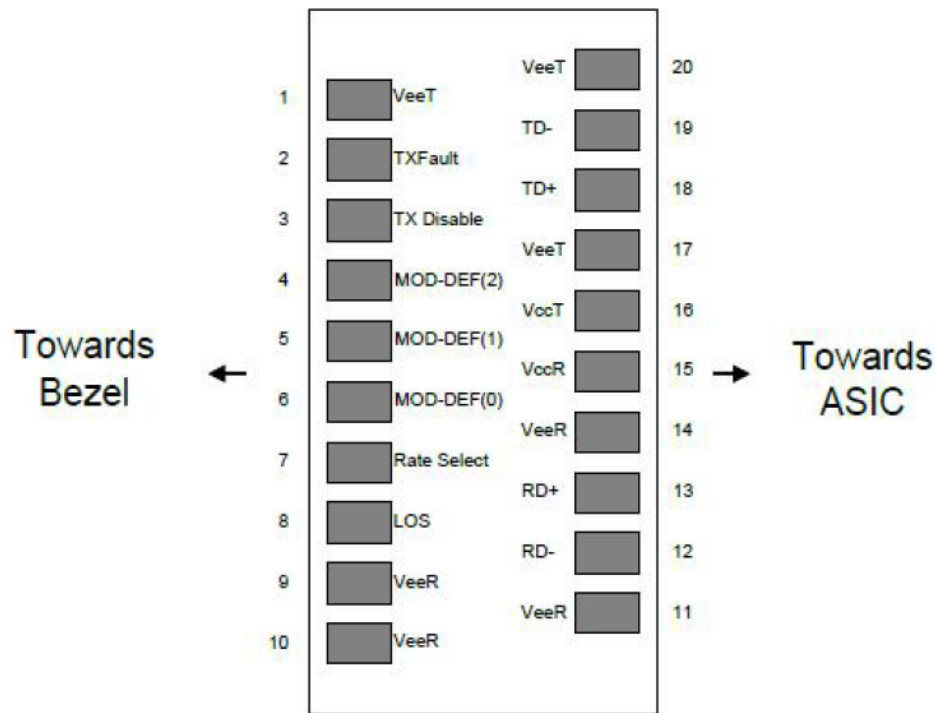 VeeT 20
1 VeeT
TD- 19
2 TXFault
TD+ 18
3 TX Disable
VeeT 17
4 MOD-DEF(2)
VccT 16
5 MOD-DEF(1)
Towards
Bezel
VccR 15
Towards
ASIC
6 MOD-DEF(0)
VeeR 14
7 Rate Select
RD+ 13
8 LOS
RD- 12
9 VeeR
VeeR 11
10 VeeR